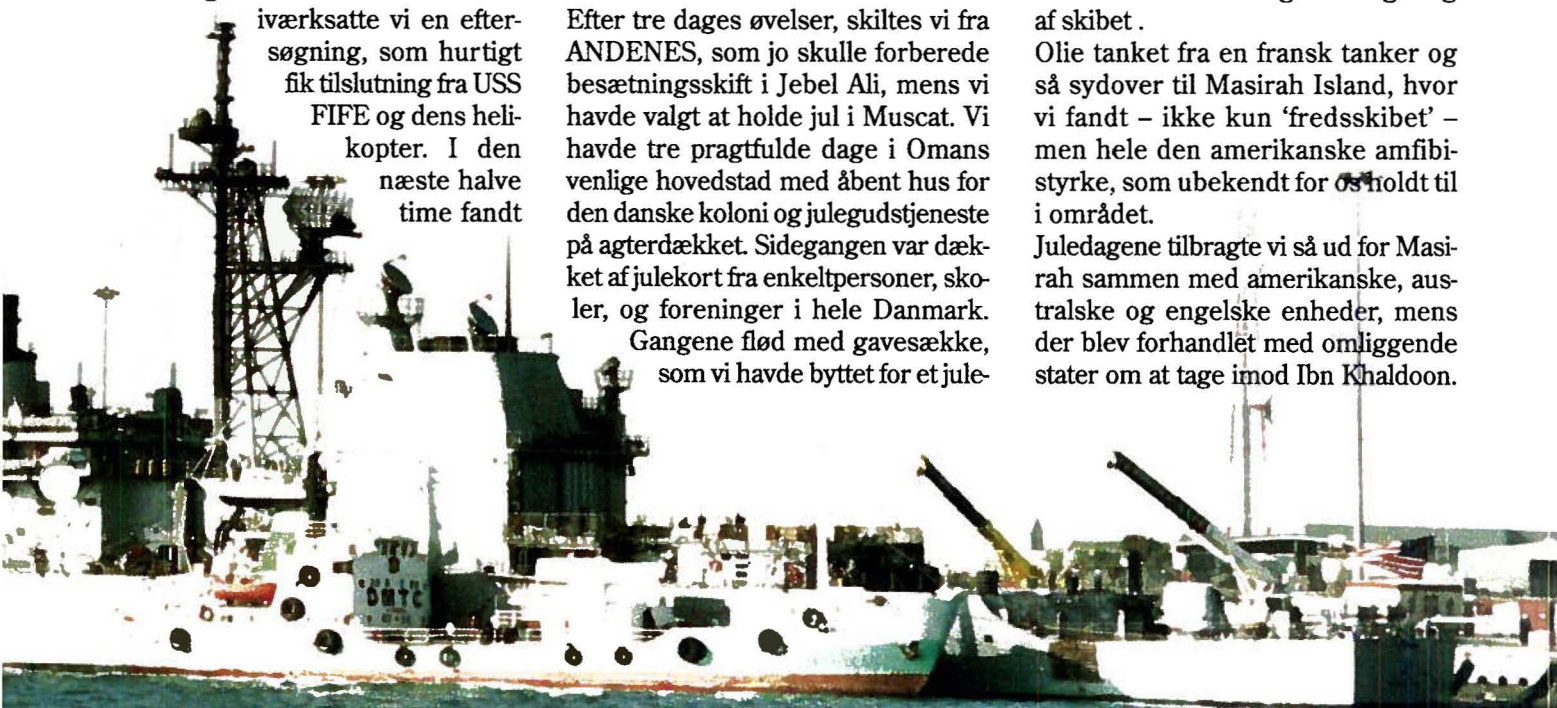 iværksatte vi en efter-
søgning, som hurtigt
fik tilslutning fra USS
FIFE og dens heli-
kopter. I den
næste halve
time fandt
Efter tre dages øvelser, skiltes vi fra
ANDENES, som jo skulle forberede
besætningsskift i Jebel Ali, mens vi
havde valgt at holde jul i Muscat. Vi
havde tre pragtfulde dage i Omans
venlige hovedstad med åbent hus for
den danske koloni og julegudstjeneste
på agterdækket. Sidegangen var dæk-
ket af julekort fra enkeltpersoner, sko-
ler, og foreninger i hele Danmark.
Gangene flød med gavesække,
som vi havde byttet for et jule-
af skibet .
Olie tanket fra en fransk tanker og
så sydover til Masirah Island, hvor
vi fandt – ikke kun ‘fredsskibet’ –
men hele den amerikanske amfibi-
styrke, som ubekendt for os holdt til
i området.
Juledagene tilbragte vi så ud for Masi-
rah sammen med amerikanske, aus-
tralske og engelske enheder, mens
der blev forhandlet med omliggende
stater om at tage imod Ibn Khaldoon.
DMTC